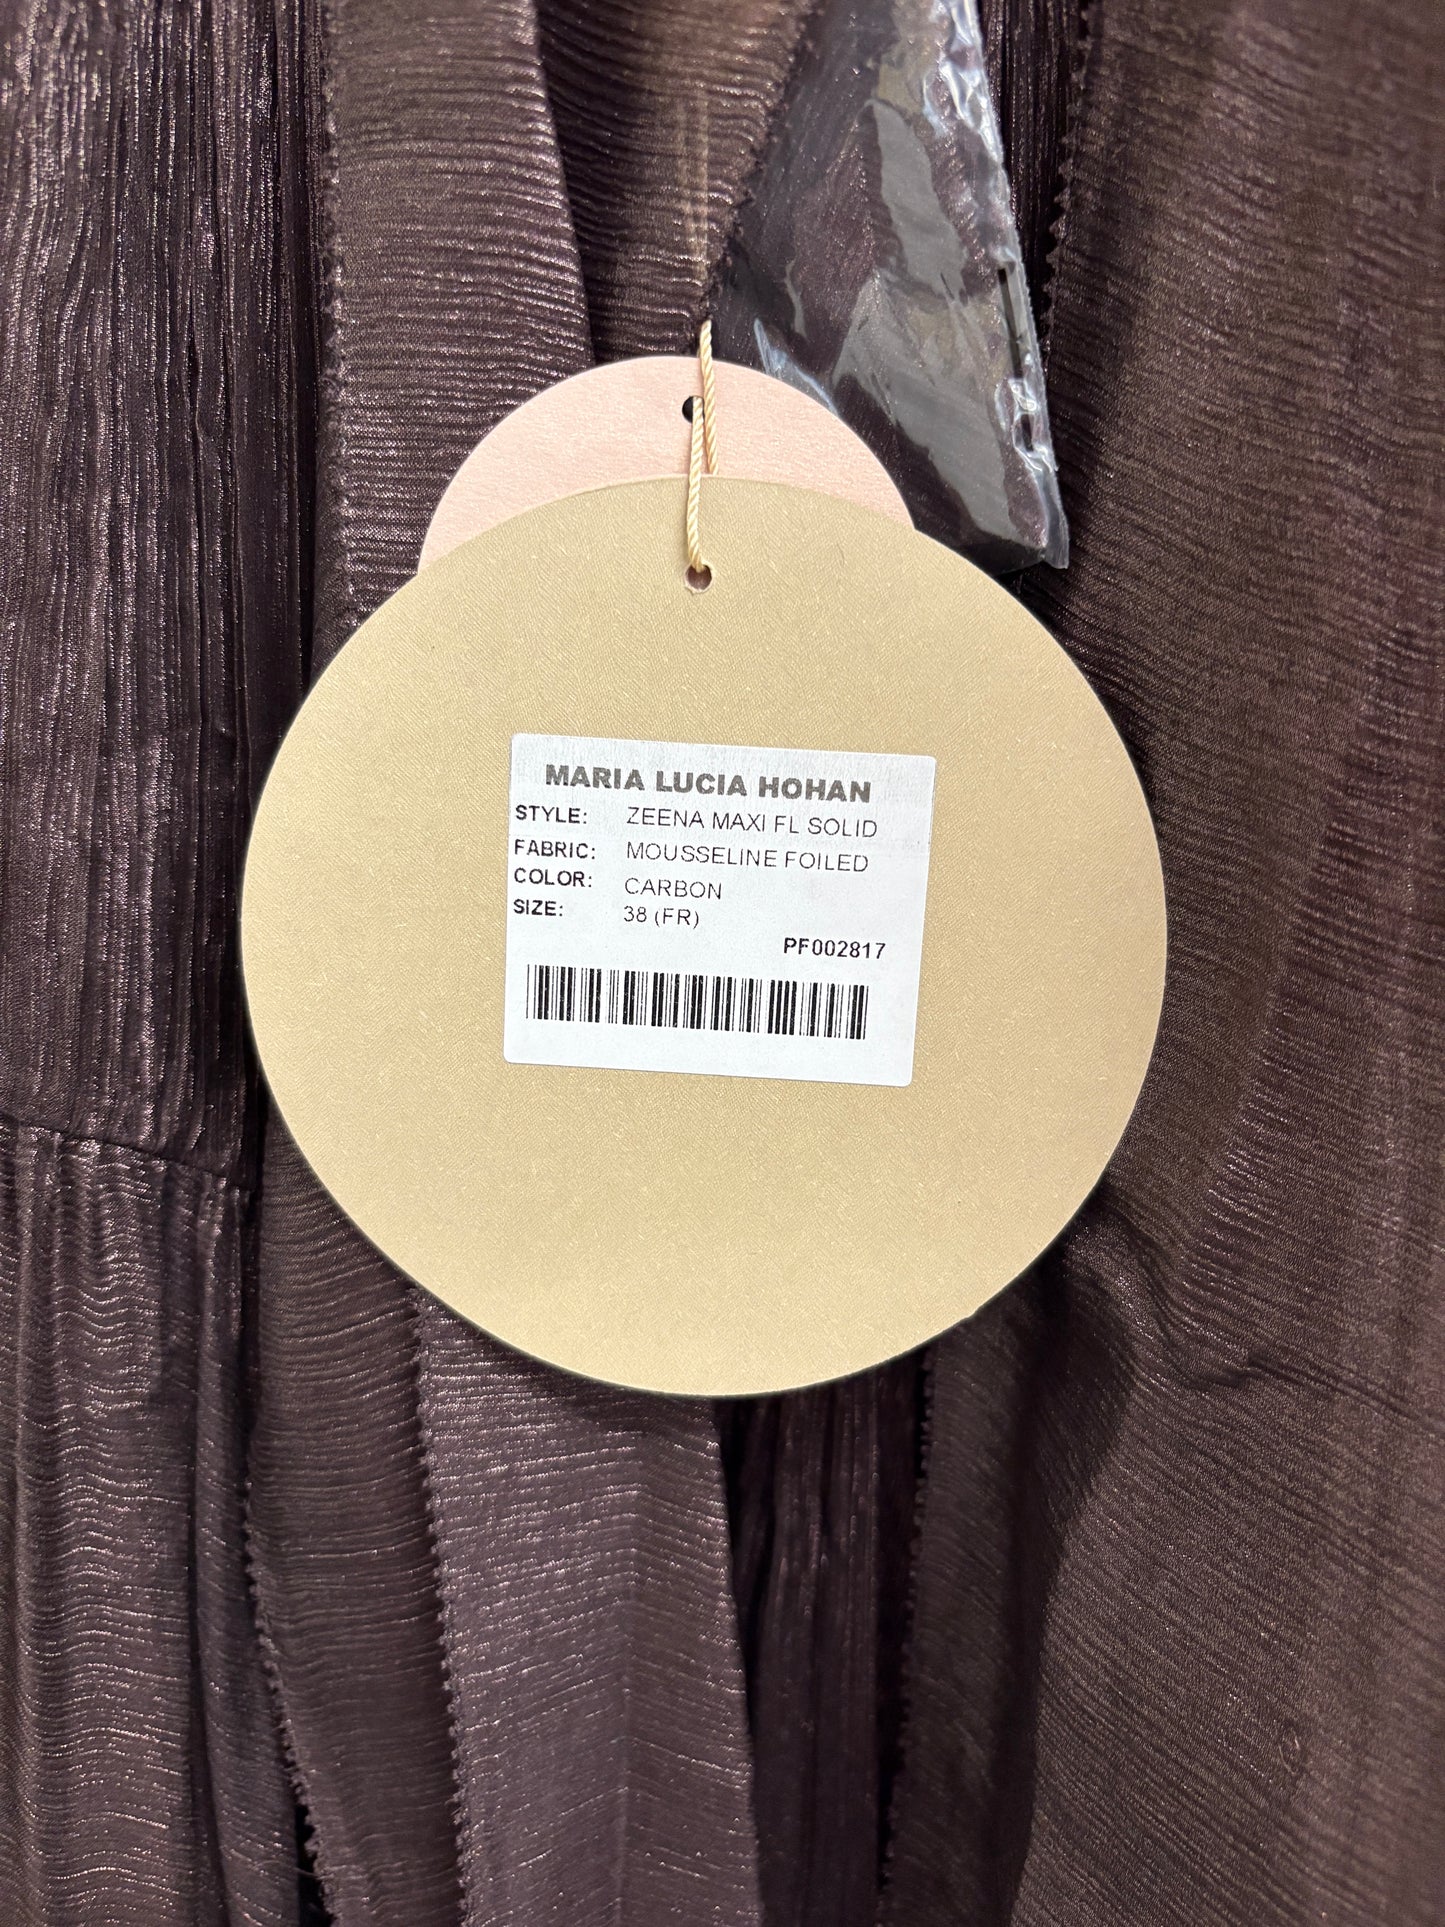 MARIA LUCIA HOHAN
STYLE: ZEENA MAXI FL SOLID
FABRIC: MOUSSELINE FOILED
COLOR: CARBON
SIZE: 38 (FR)
PF002817